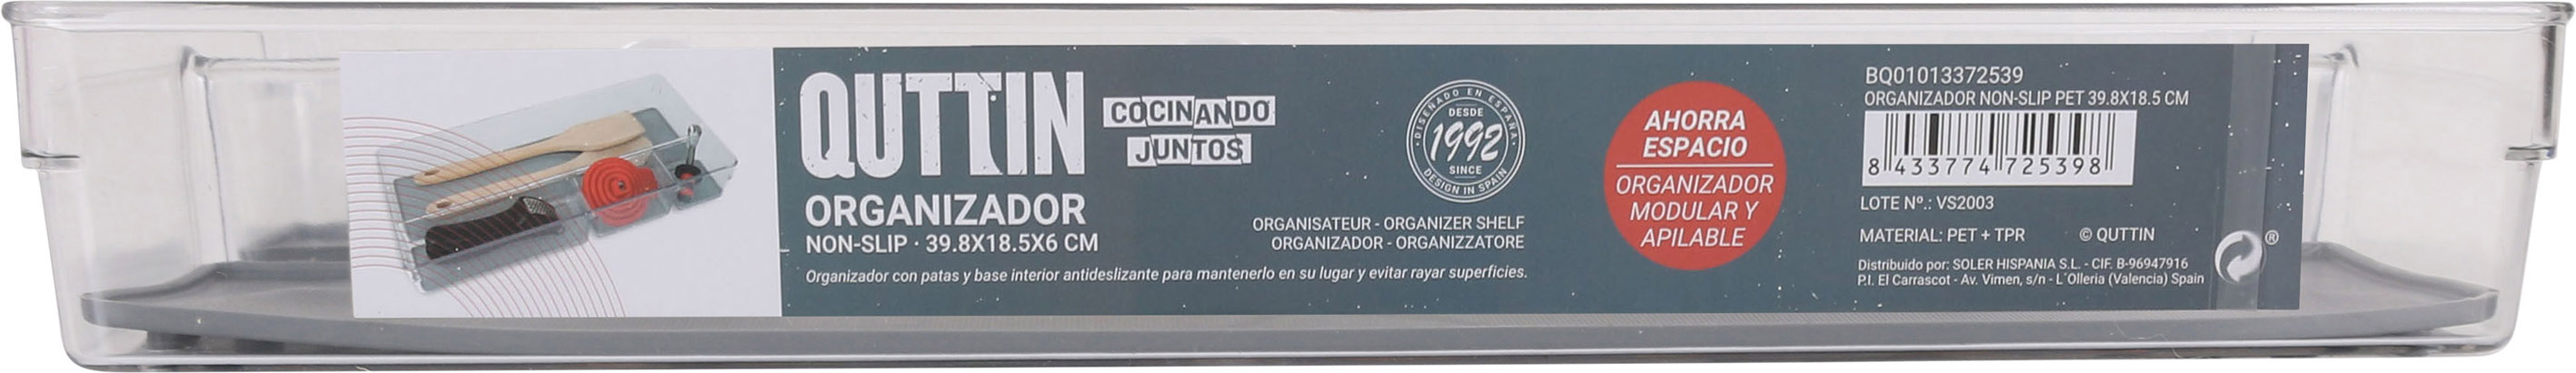 QUTTIN
COCINANDO
JUNTOS
ORGANIZADOR
NON-SLIP · 39.8X18.5X6 CM
Organizador con patas y base interior antideslizante para mantenerlo en su lugar y evitar rayar superficies.
DISEÑADO EN ESPAÑA
DESDE
1992
SINCE
DESIGN IN SPAIN
ORGANISATEUR - ORGANIZER SHELF
ORGANIZADOR - ORGANIZZATORE
AHORRA
ESPACIO
ORGANIZADOR
MODULAR Y
APILABLE
BQ01013372539
ORGANIZADOR NON-SLIP PET 39.8X18.5 CM
8 433774 725398
LOTE Nº.: VS2003
MATERIAL: PET + TPR © QUTTIN
Distribuido por: SOLER HISPANIA S.L. - CIF. B-96947916
P.I. El Carrascot - Av. Vimen, s/n - L´Olleria (Valencia) Spain
®